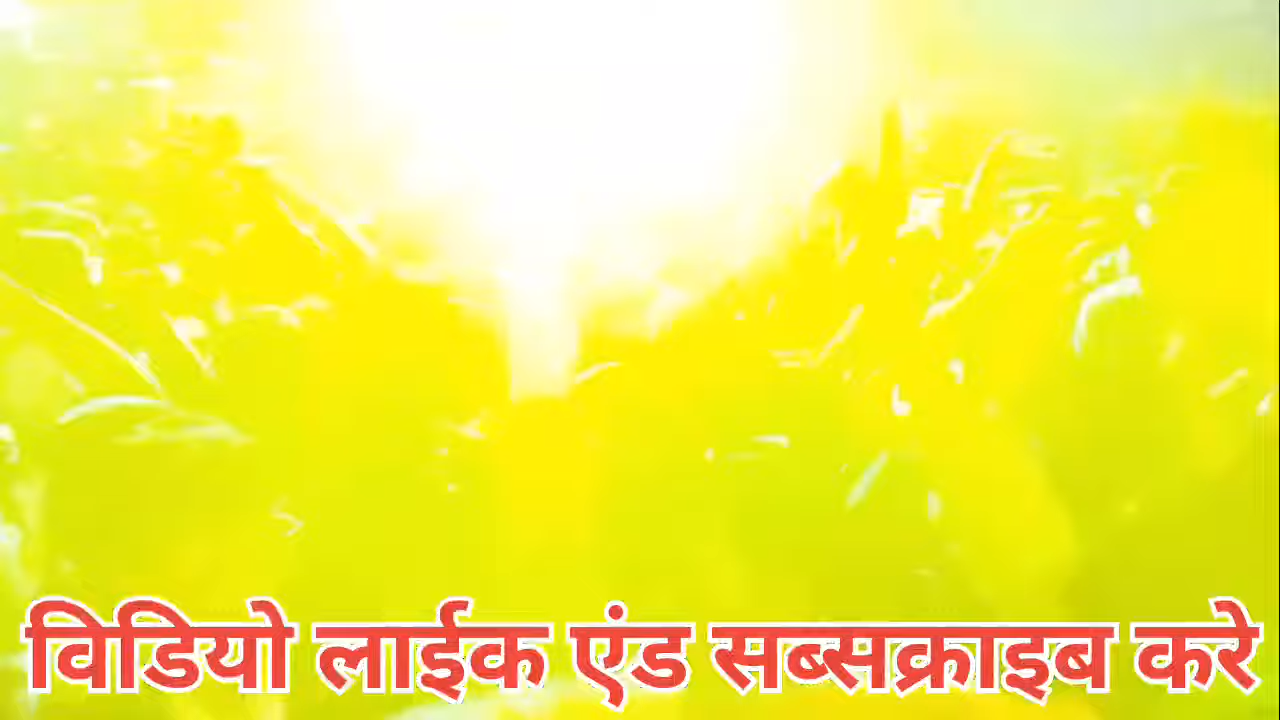 विडियो लाईक एंड सब्सक्राइब करे